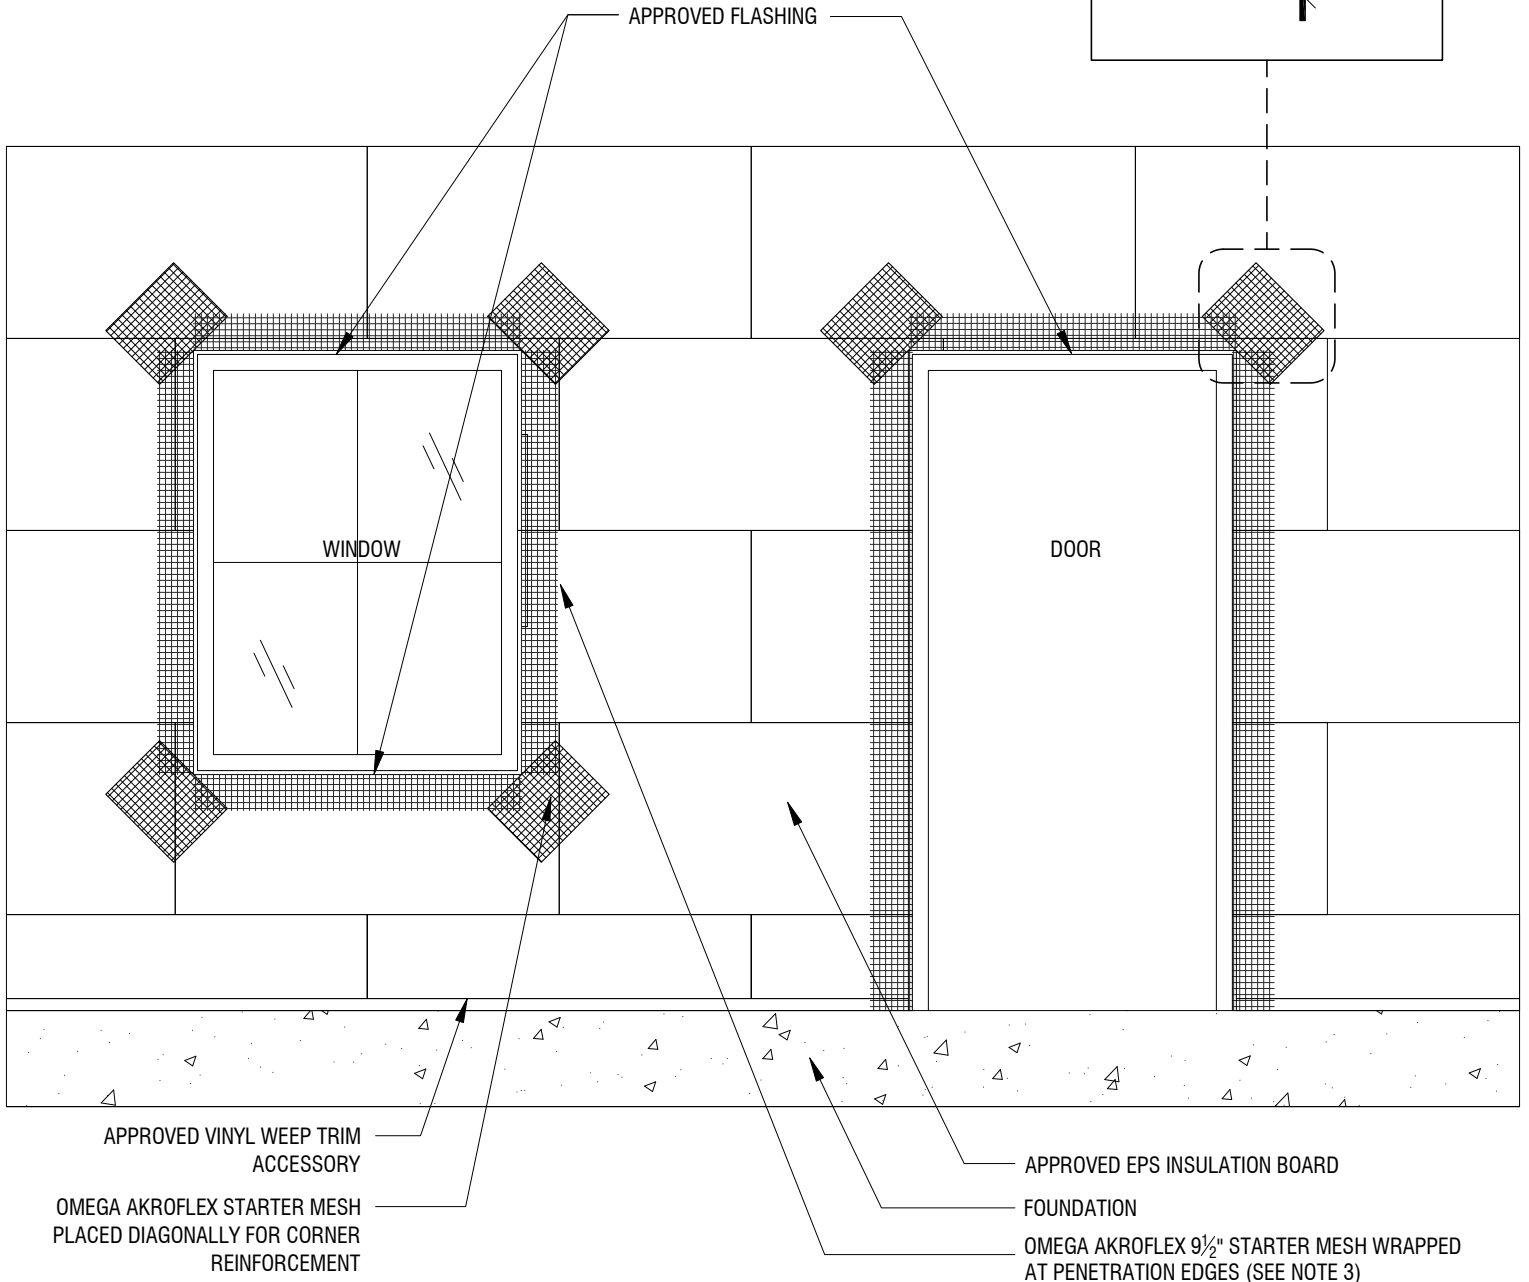 APPROVED FLASHING
WINDOW
DOOR
APPROVED VINYL WEEP TRIM
ACCESSORY
OMEGA AKROFLEX STARTER MESH
PLACED DIAGONALLY FOR CORNER
REINFORCEMENT
APPROVED EPS INSULATION BOARD
FOUNDATION
OMEGA AKROFLEX 9½" STARTER MESH WRAPPED
AT PENETRATION EDGES (SEE NOTE 3)